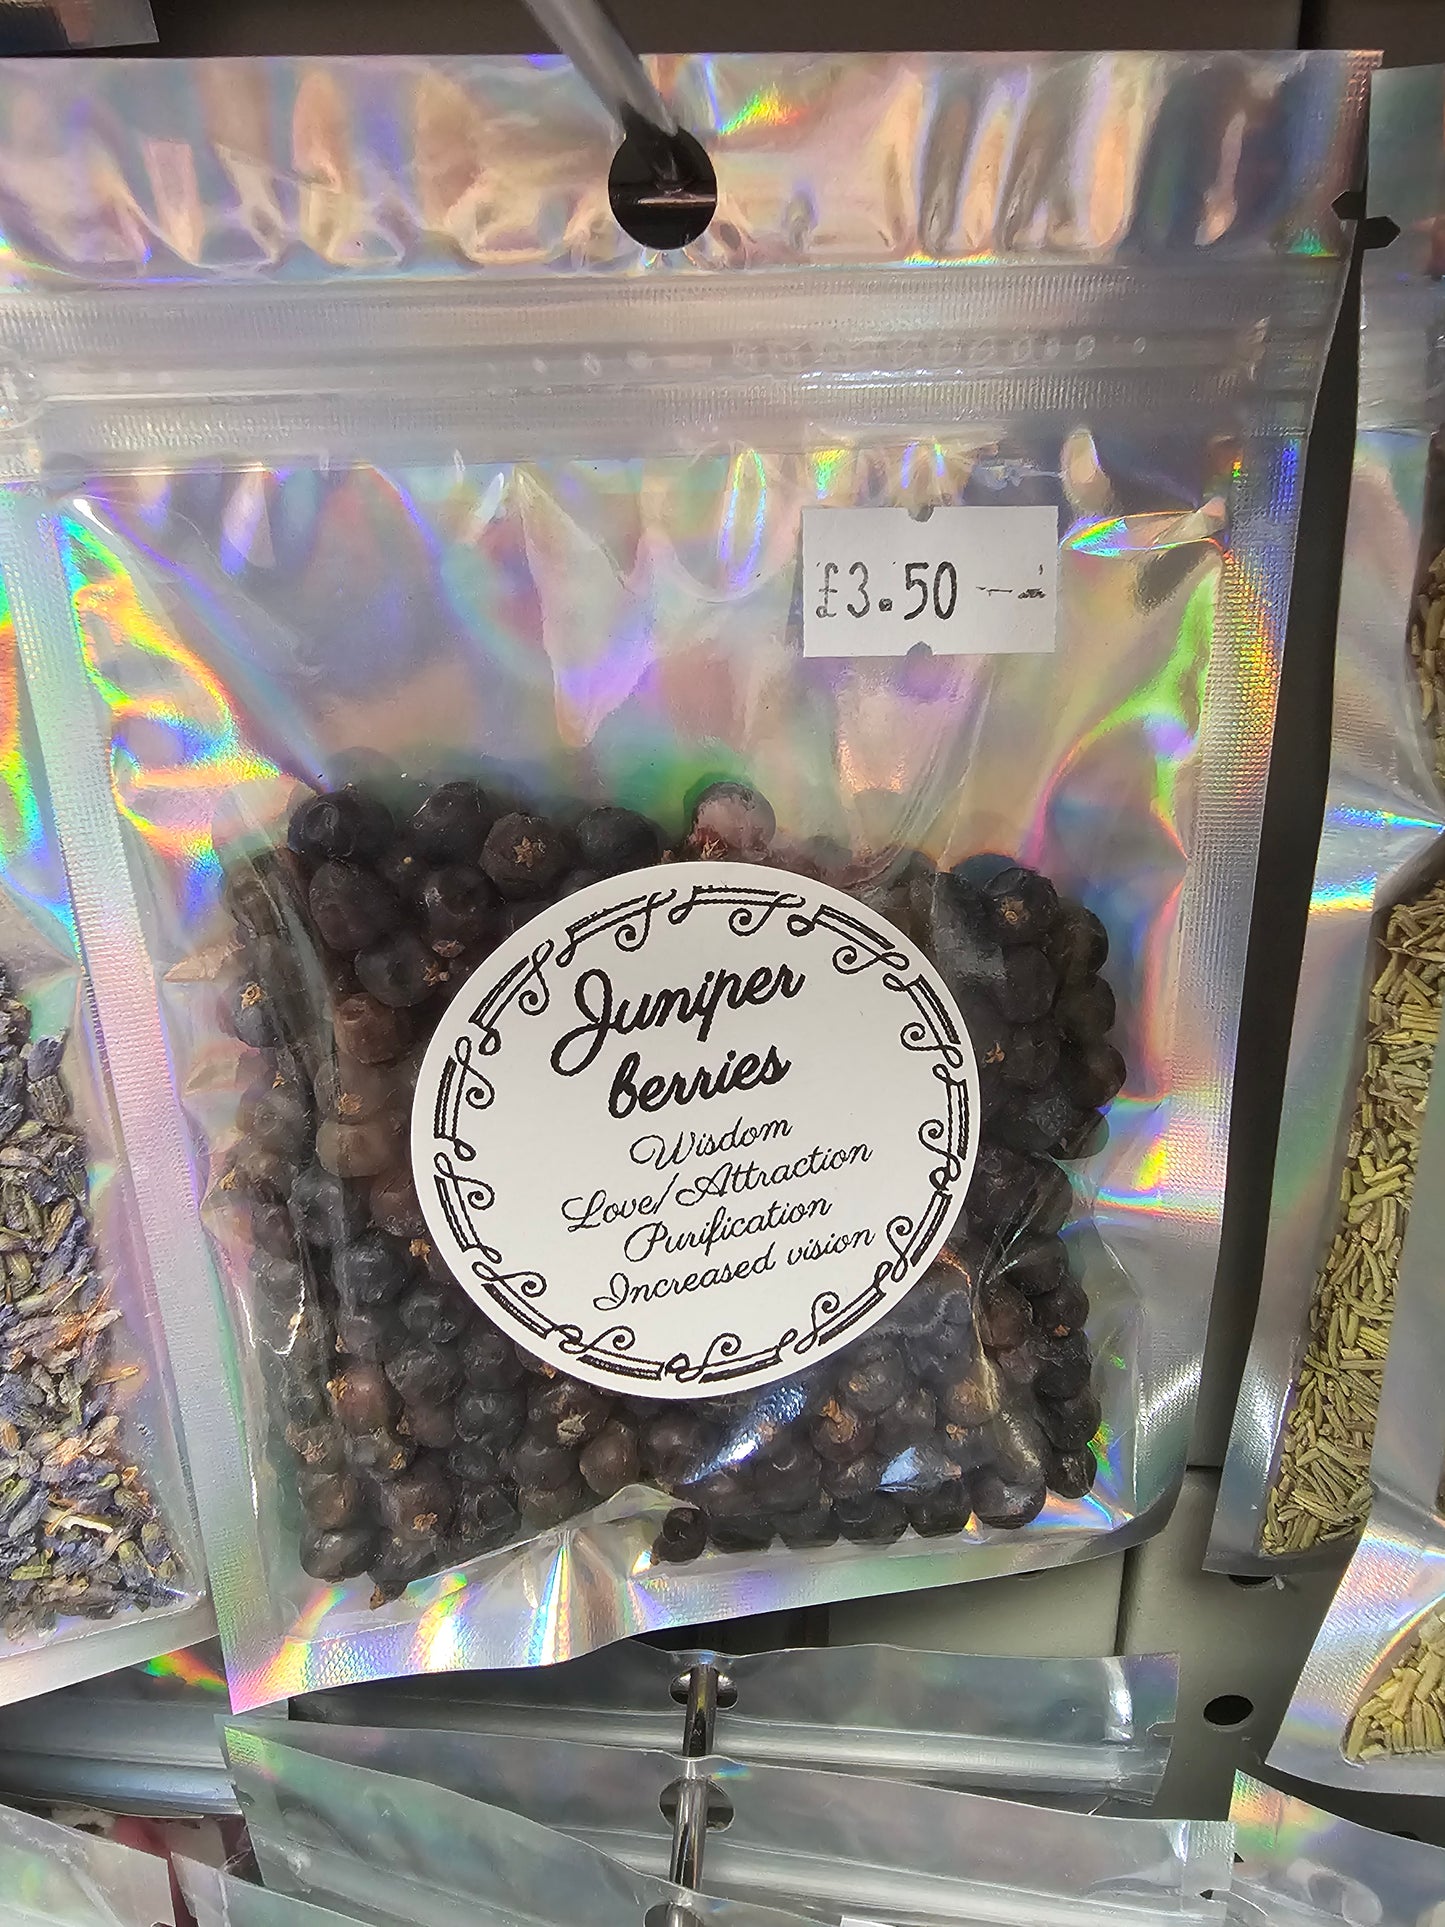 £3.50
Juniper
berries
Wisdom
Love/Attraction
Purification
Increased vision